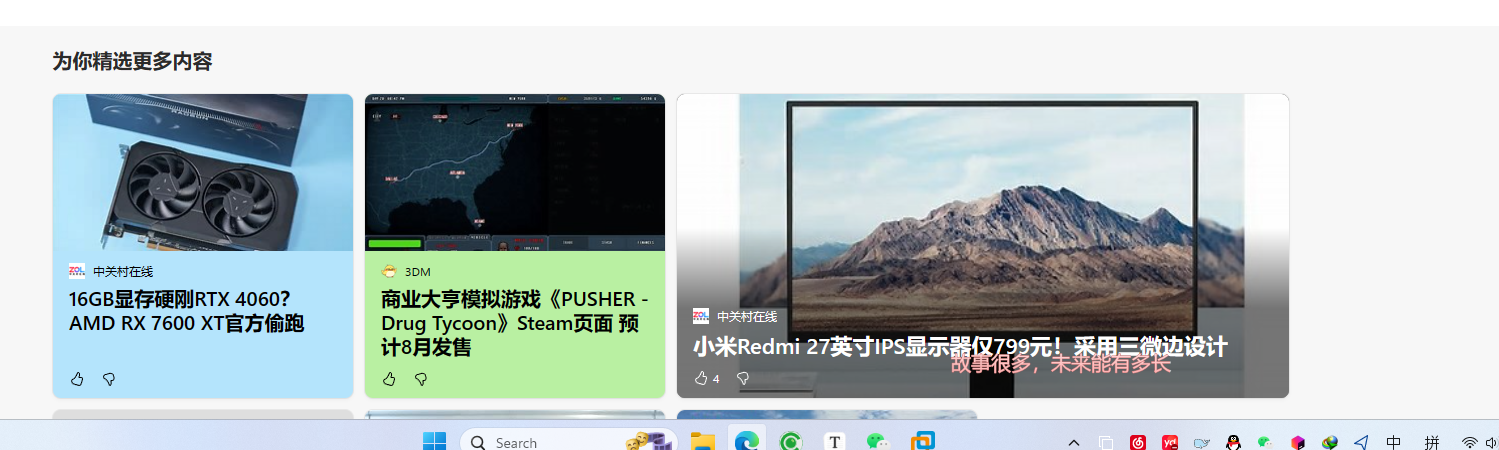 为你精选更多内容
中关村在线
16GB显存硬刚RTX 4060?
AMD RX 7600 XT官方偷跑
3DM
商业大亨模拟游戏《PUSHER -
Drug Tycoon》Steam页面 预
计8月发售
中关村在线
小米Redmi 27英寸IPS显示器仅799元！采用三微边设计
故事很多，未来能有多长
4
Search
中 拼